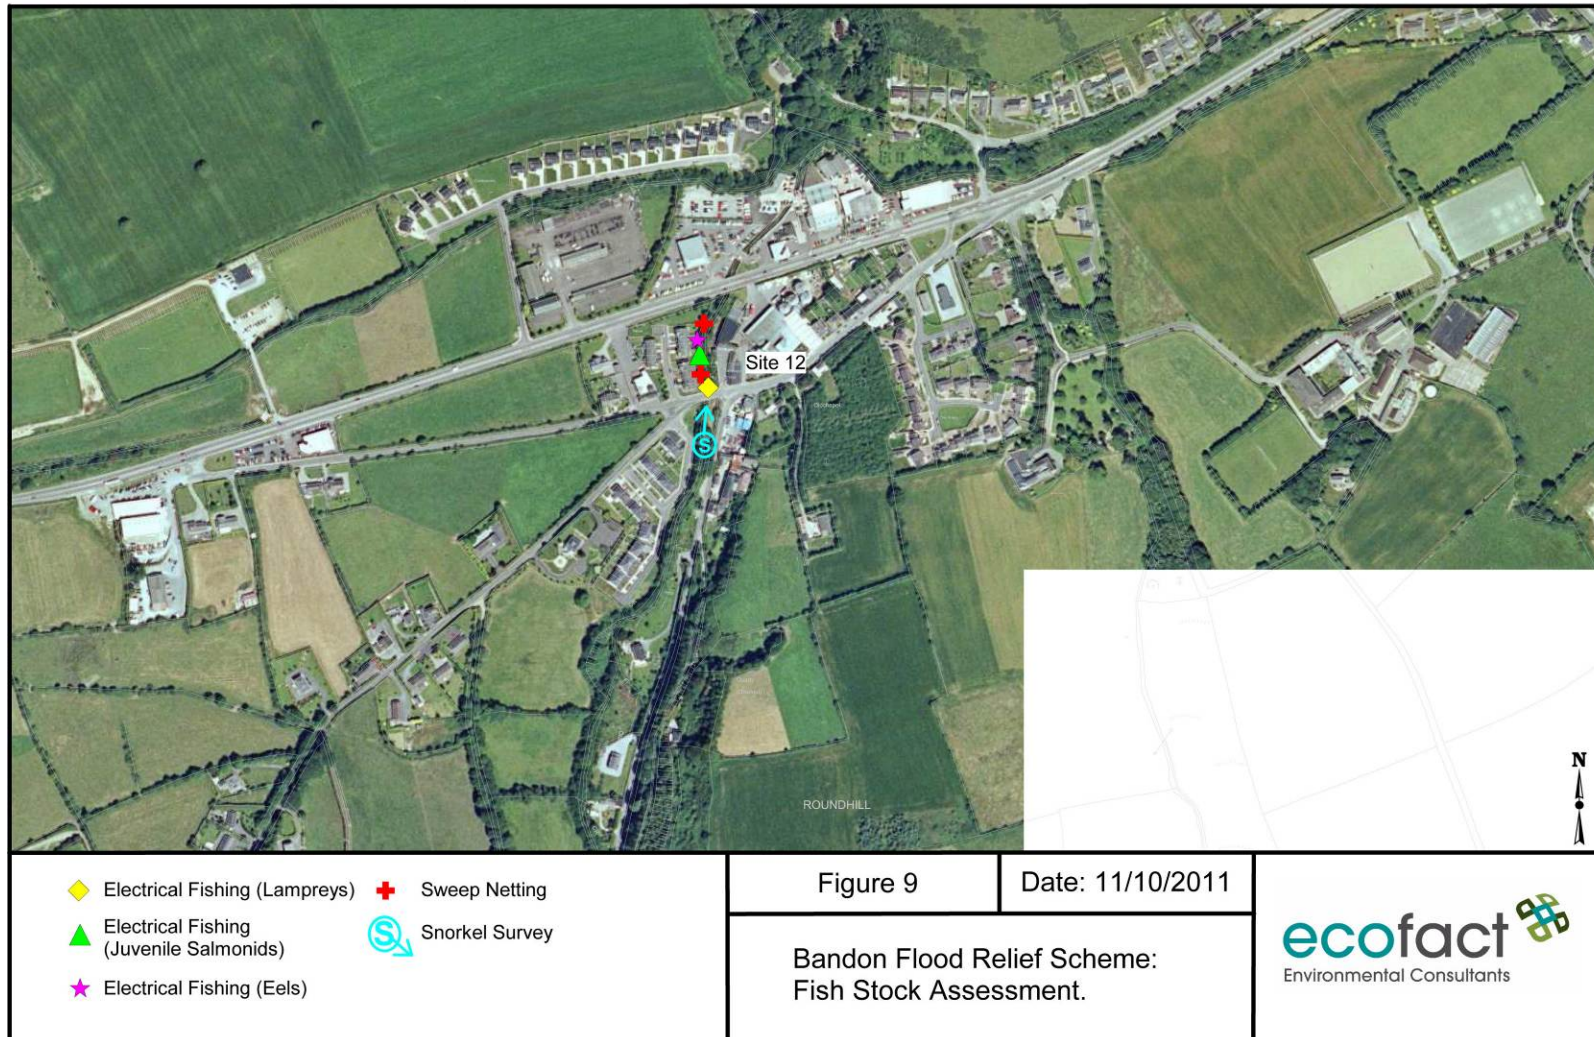 Site 12
ROUNDHILL
N
Electrical Fishing (Lampreys)
Sweep Netting
Electrical Fishing
(Juvenile Salmonids)
S
Snorkel Survey
Electrical Fishing (Eels)
Figure 9
Date: 11/10/2011
Bandon Flood Relief Scheme:
Fish Stock Assessment.
ecofact
Environmental Consultants
S